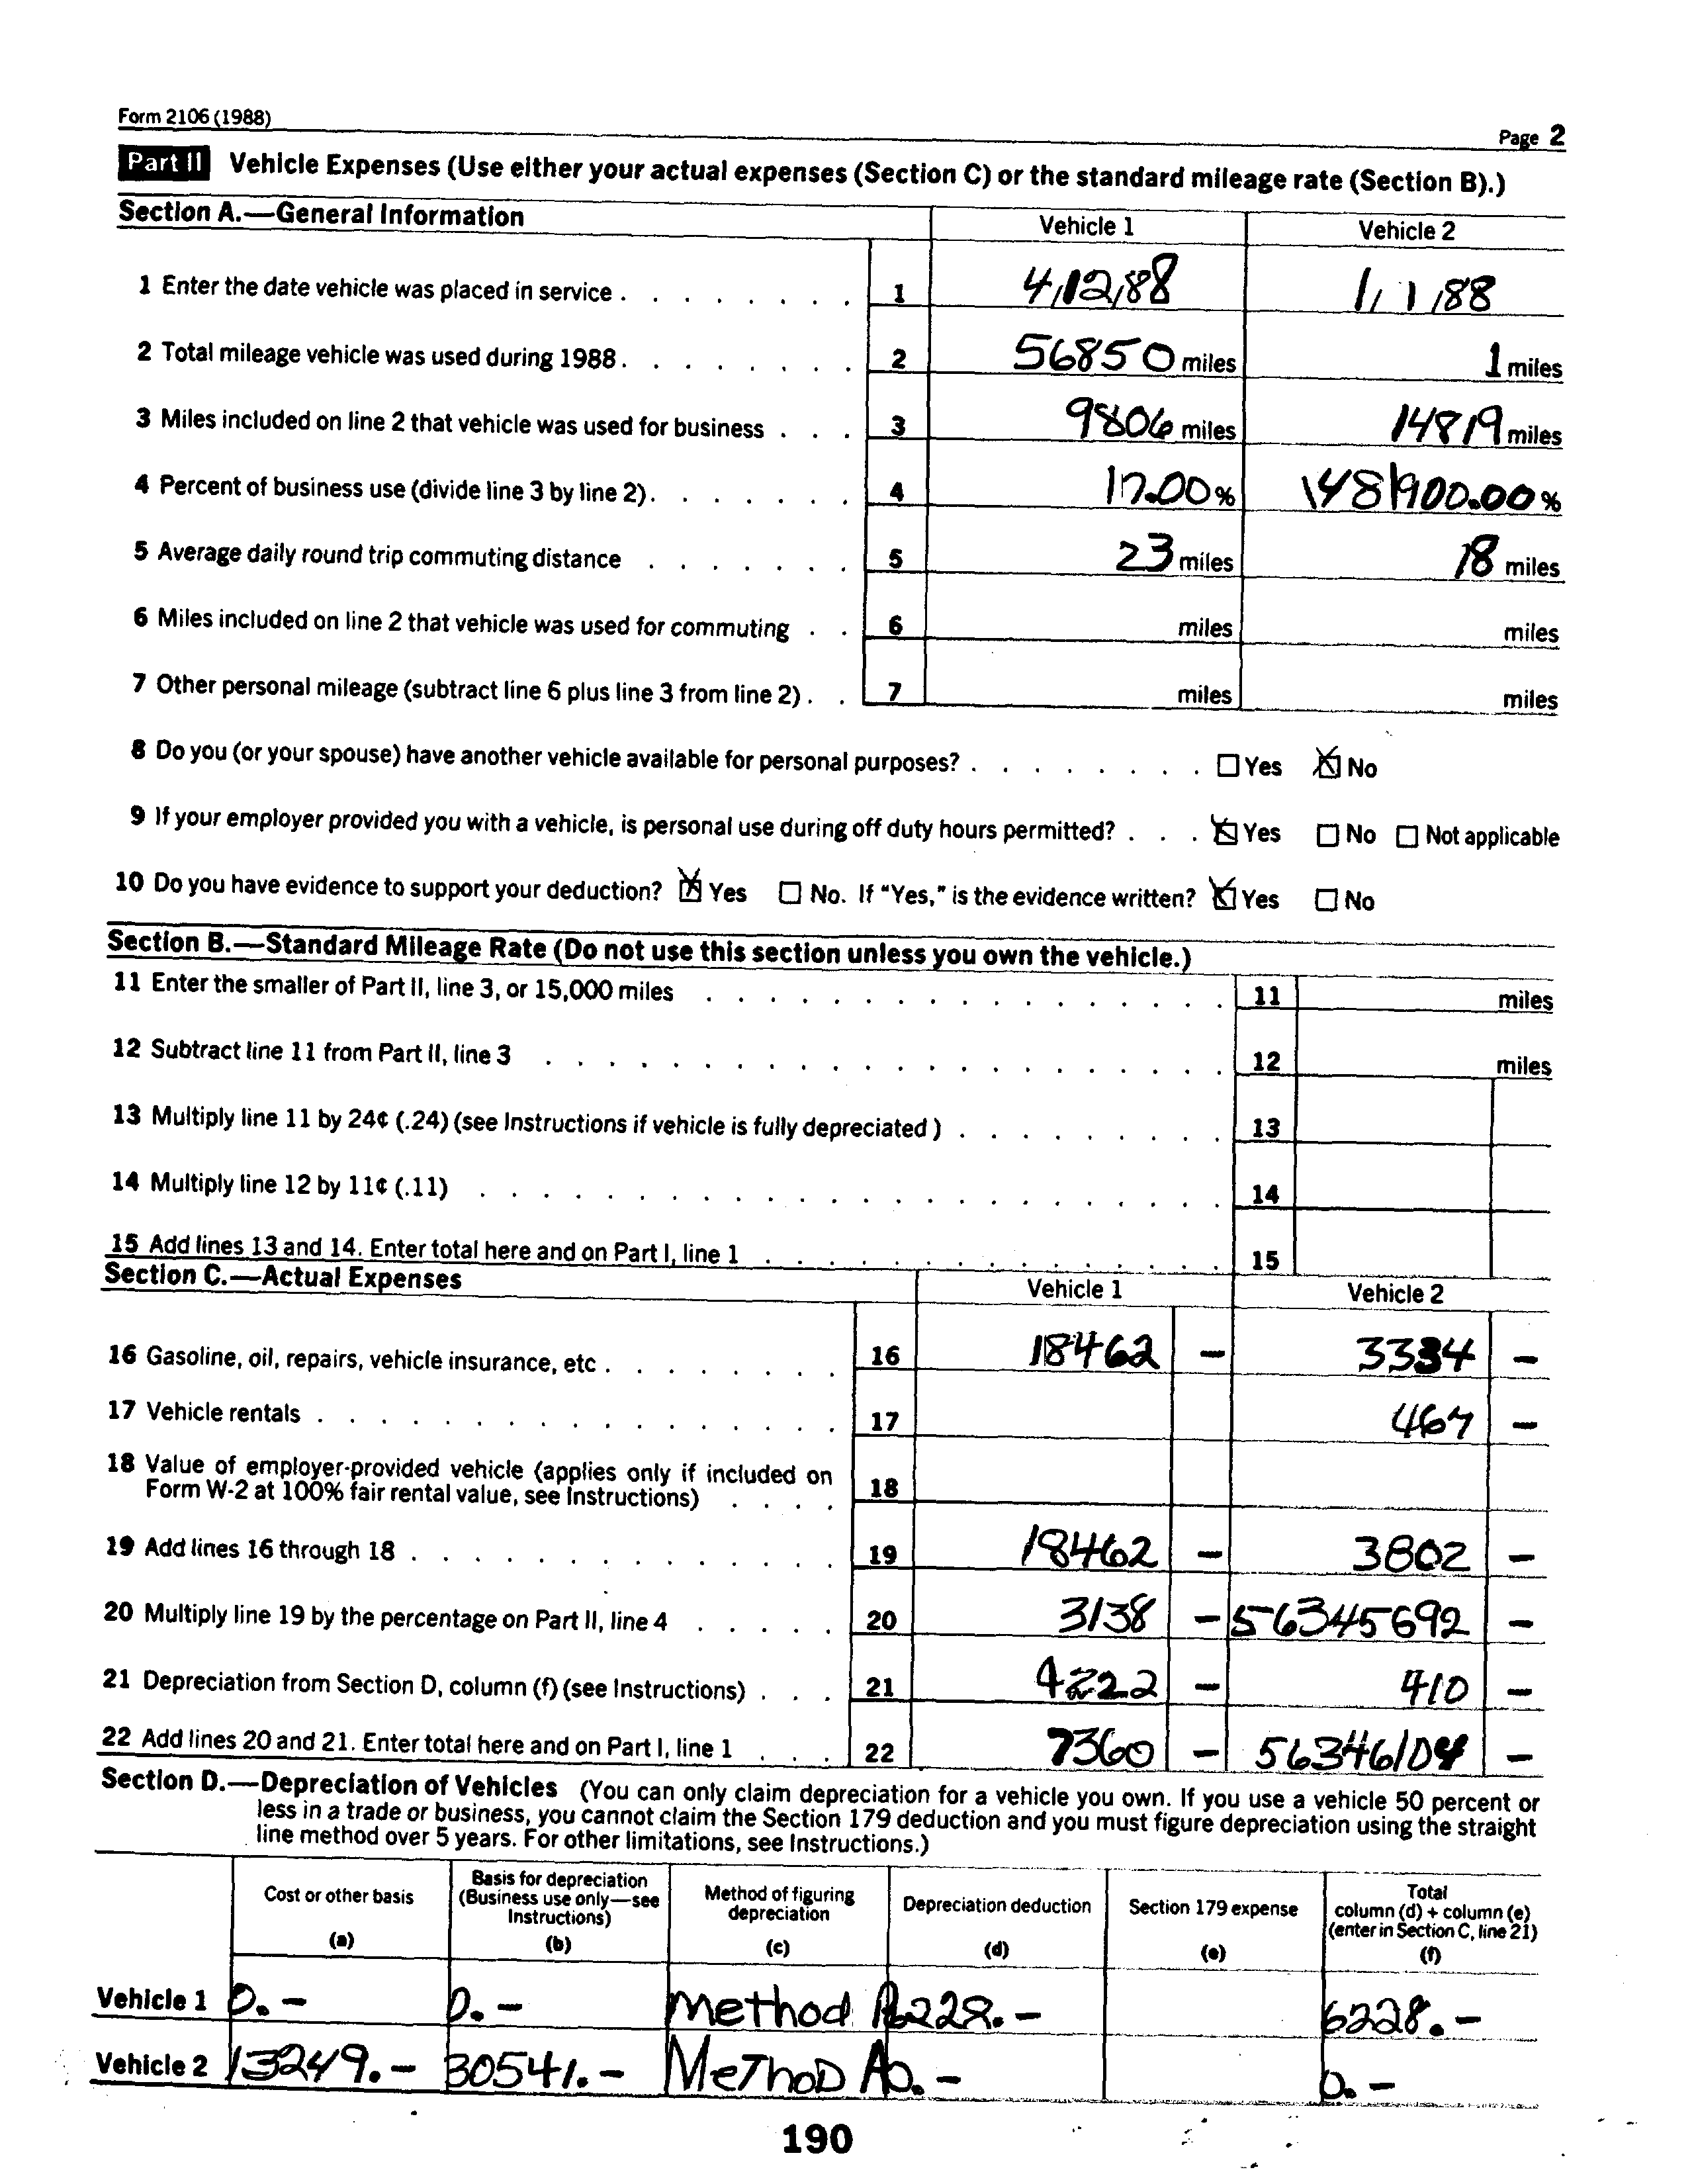 Form 2106 (1988)
Page 2
Part II Vehicle Expenses (Use either your actual expenses (Section C) or the standard mileage rate (Section B).)
Section A.—General Information Vehicle 1 Vehicle 2
1 Enter the date vehicle was placed in service . . . . . . . . 1 4/12/88 1/1/88
2 Total mileage vehicle was used during 1988. . . . . . . . 2 56850 miles 1 miles
3 Miles included on line 2 that vehicle was used for business . . . 3 9806 miles 14819 miles
4 Percent of business use (divide line 3 by line 2). . . . . . . 4 17.00% 1481900.00%
5 Average daily round trip commuting distance . . . . . . . 5 23 miles 18 miles
6 Miles included on line 2 that vehicle was used for commuting . . 6 miles miles
7 Other personal mileage (subtract line 6 plus line 3 from line 2) . . 7 miles miles
8 Do you (or your spouse) have another vehicle available for personal purposes? . . . . . . . . ☐ Yes ☒ No
9 If your employer provided you with a vehicle, is personal use during off duty hours permitted? . . . ☒ Yes ☐ No ☐ Not applicable
10 Do you have evidence to support your deduction? ☒ Yes ☐ No. If "Yes," is the evidence written? ☒ Yes ☐ No
Section B.—Standard Mileage Rate (Do not use this section unless you own the vehicle.)
11 Enter the smaller of Part II, line 3, or 15,000 miles . . . . . . . . . . . . . . . . . 11 miles
12 Subtract line 11 from Part II, line 3 . . . . . . . . . . . . . . . . . . . . . . 12 miles
13 Multiply line 11 by 24¢ (.24) (see Instructions if vehicle is fully depreciated ) . . . . . . . . . 13
14 Multiply line 12 by 11¢ (.11) . . . . . . . . . . . . . . . . . . . . . . . . 14
15 Add lines 13 and 14. Enter total here and on Part I, line 1 . . . . . . . . . . . . . . . 15
Section C.—Actual Expenses Vehicle 1 Vehicle 2
16 Gasoline, oil, repairs, vehicle insurance, etc . . . . . . . . 16 18462 – 3334 –
17 Vehicle rentals . . . . . . . . . . . . . . . . . 17 467 –
18 Value of employer-provided vehicle (applies only if included on
Form W-2 at 100% fair rental value, see Instructions) . . . . 18
19 Add lines 16 through 18 . . . . . . . . . . . . . . 19 18462 – 3802 –
20 Multiply line 19 by the percentage on Part II, line 4 . . . . . 20 3138 – 56345692 –
21 Depreciation from Section D, column (f) (see Instructions) . . . 21 4222 – 410 –
22 Add lines 20 and 21. Enter total here and on Part I, line 1 . . . 22 7360 – 56346104 –
Section D.—Depreciation of Vehicles (You can only claim depreciation for a vehicle you own. If you use a vehicle 50 percent or
less in a trade or business, you cannot claim the Section 179 deduction and you must figure depreciation using the straight
line method over 5 years. For other limitations, see Instructions.)
Cost or other basis (a)
Basis for depreciation (Business use only—see Instructions) (b)
Method of figuring depreciation (c)
Depreciation deduction (d)
Section 179 expense (e)
Total column (d) + column (e) (enter in Section C, line 21) (f)
Vehicle 1 0.– 0.– Method 6228.– 6228.–
Vehicle 2 13249.– 30541.– MeThoD A 0.– 0.–
190